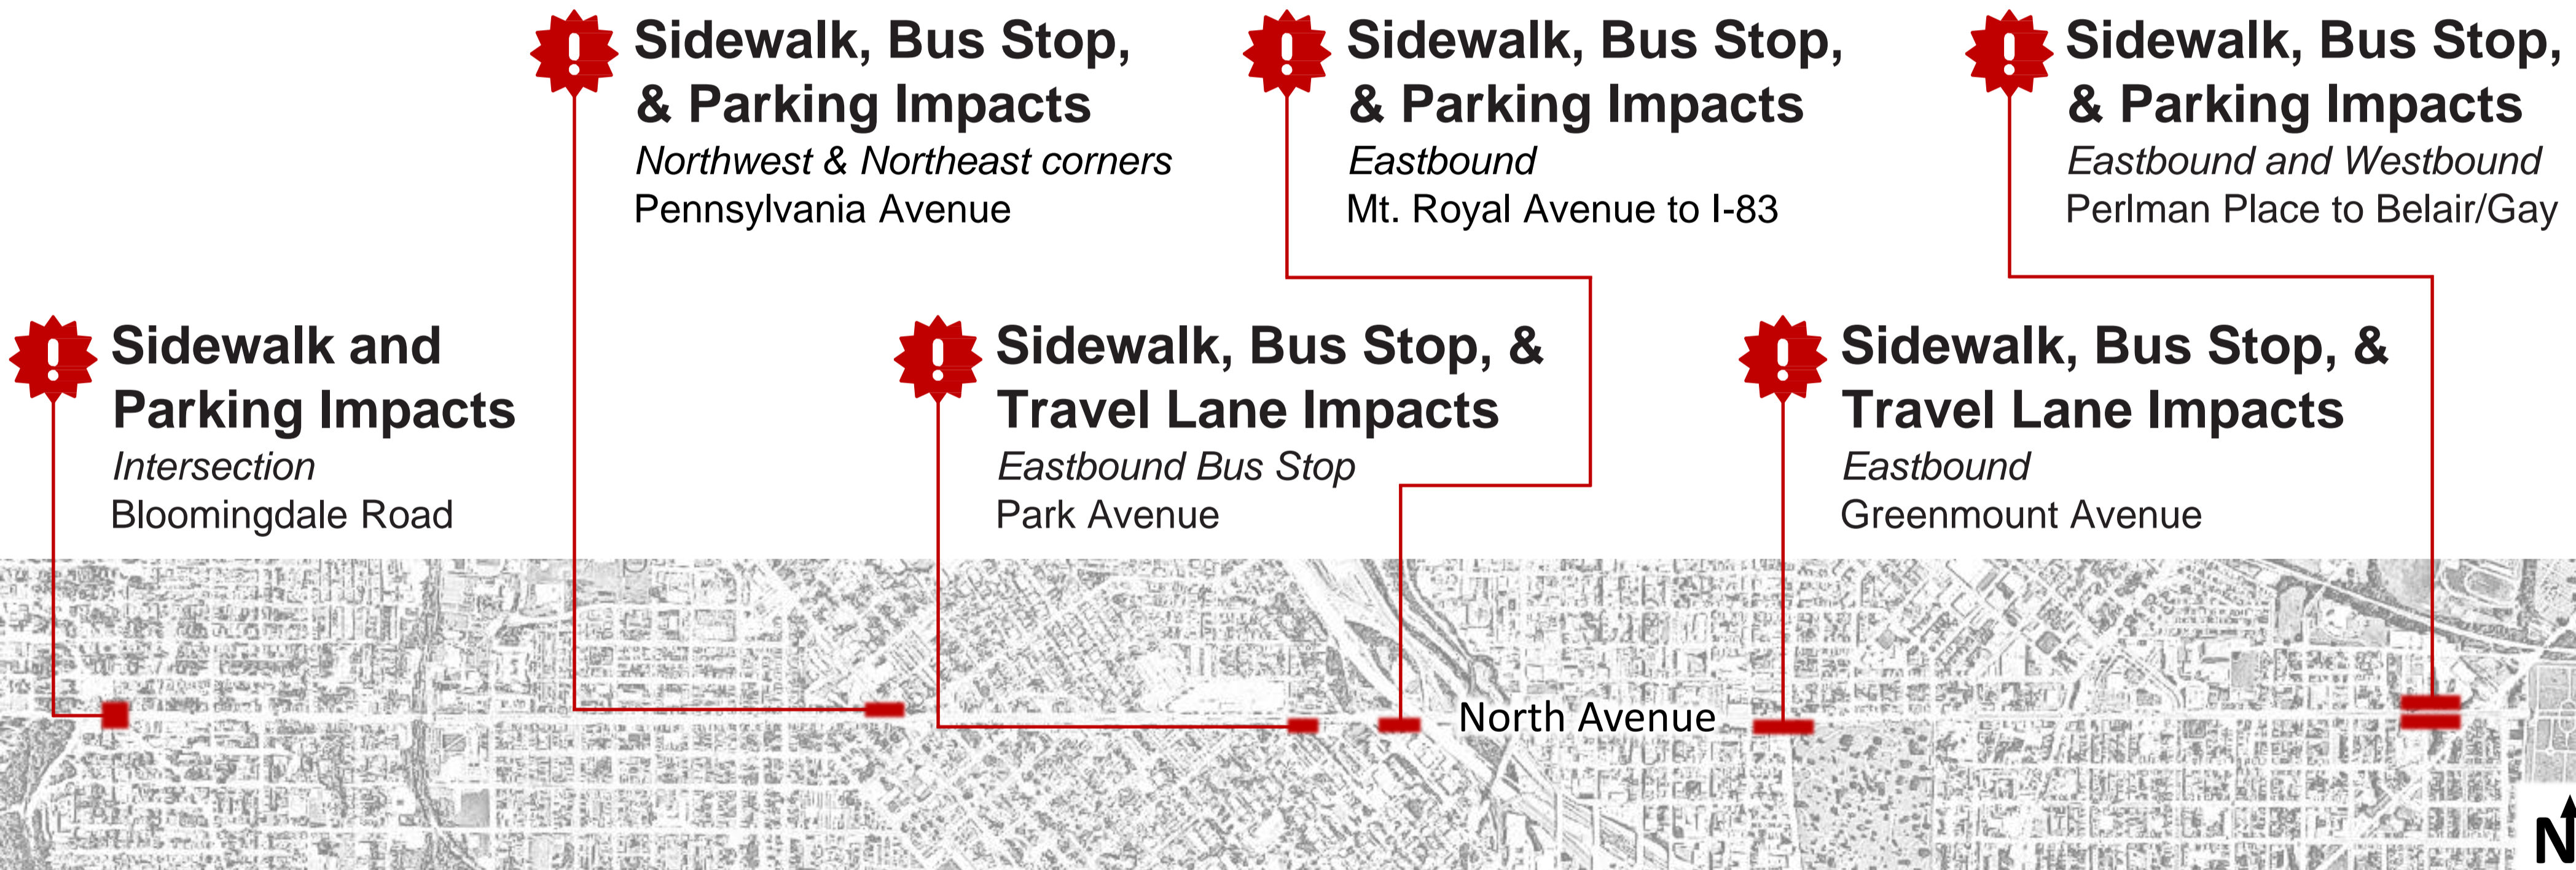 Sidewalk, Bus Stop,
& Parking Impacts
Northwest & Northeast corners
Pennsylvania Avenue
Sidewalk, Bus Stop,
& Parking Impacts
Eastbound
Mt. Royal Avenue to I-83
Sidewalk, Bus Stop,
& Parking Impacts
Eastbound and Westbound
Perlman Place to Belair/Gay
Sidewalk and
Parking Impacts
Intersection
Bloomingdale Road
Sidewalk, Bus Stop, &
Travel Lane Impacts
Eastbound Bus Stop
Park Avenue
Sidewalk, Bus Stop, &
Travel Lane Impacts
Eastbound
Greenmount Avenue
North Avenue
N